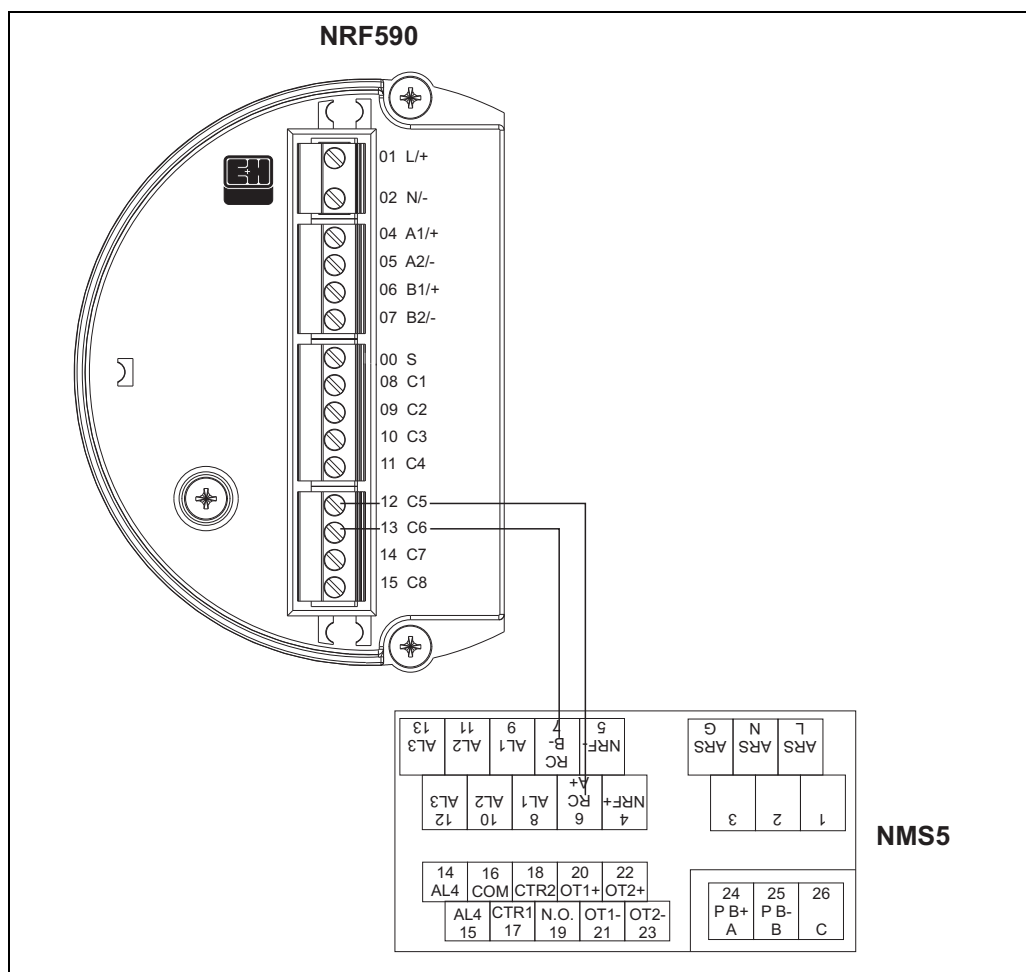 NRF590
E+H
01 L/+
02 N/-
04 A1/+
05 A2/-
06 B1/+
07 B2/-
00 S
08 C1
09 C2
10 C3
11 C4
12 C5
13 C6
14 C7
15 C8
AL3
13
AL2
11
AL1
9
RC
B-
7
NRF-
5
ARS
G
ARS
N
ARS
L
12
AL3
10
AL2
8
AL1
6
RC
A+
4
NRF+
3
2
1
NMS5
14
AL4
16
COM
18
CTR2
20
OT1+
22
OT2+
AL4
15
CTR1
17
N.O.
19
OT1-
21
OT2-
23
24
P B+
A
25
P B-
B
26
C